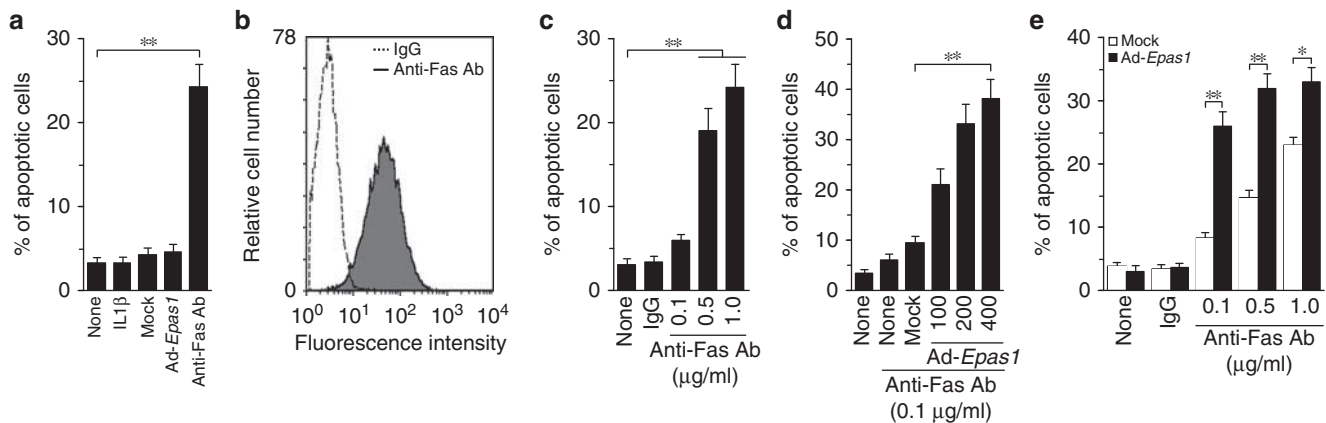 a
% of apoptotic cells
30
20
10
0
**
None
IL1β
Mock
Ad-Epas1
Anti-Fas Ab
b
Relative cell number
78
0
IgG
Anti-Fas Ab
10⁰ 10¹ 10² 10³ 10⁴
Fluorescence intensity
c
% of apoptotic cells
30
20
10
0
**
None
IgG
0.1
0.5
1.0
Anti-Fas Ab
(μg/ml)
d
% of apoptotic cells
50
40
30
20
10
0
**
None
None
Mock
100
200
400
Ad-Epas1
Anti-Fas Ab
(0.1 μg/ml)
e
% of apoptotic cells
40
30
20
10
0
Mock
Ad-Epas1
**
**
*
None
IgG
0.1 0.5 1.0
Anti-Fas Ab
(μg/ml)